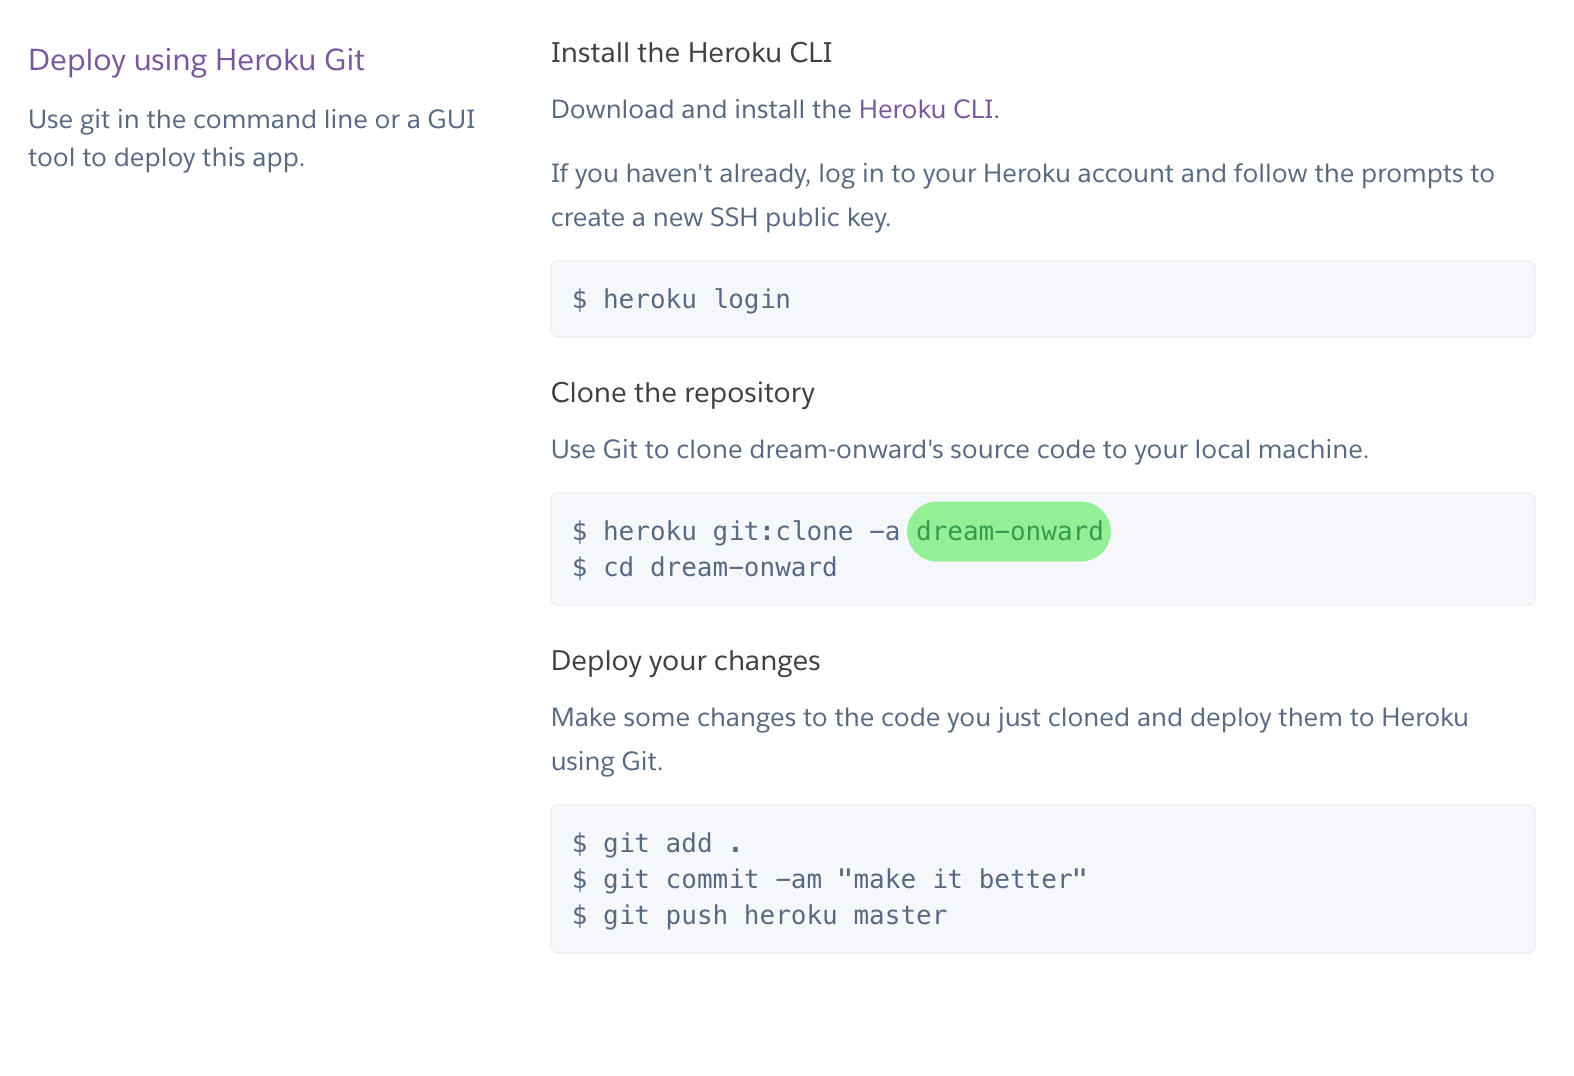 Deploy using Heroku Git
Use git in the command line or a GUI
tool to deploy this app.
Install the Heroku CLI
Download and install the Heroku CLI.
If you haven't already, log in to your Heroku account and follow the prompts to
create a new SSH public key.
$ heroku login
Clone the repository
Use Git to clone dream-onward's source code to your local machine.
$ heroku git:clone -a dream-onward
$ cd dream-onward
Deploy your changes
Make some changes to the code you just cloned and deploy them to Heroku
using Git.
$ git add .
$ git commit -am "make it better"
$ git push heroku master